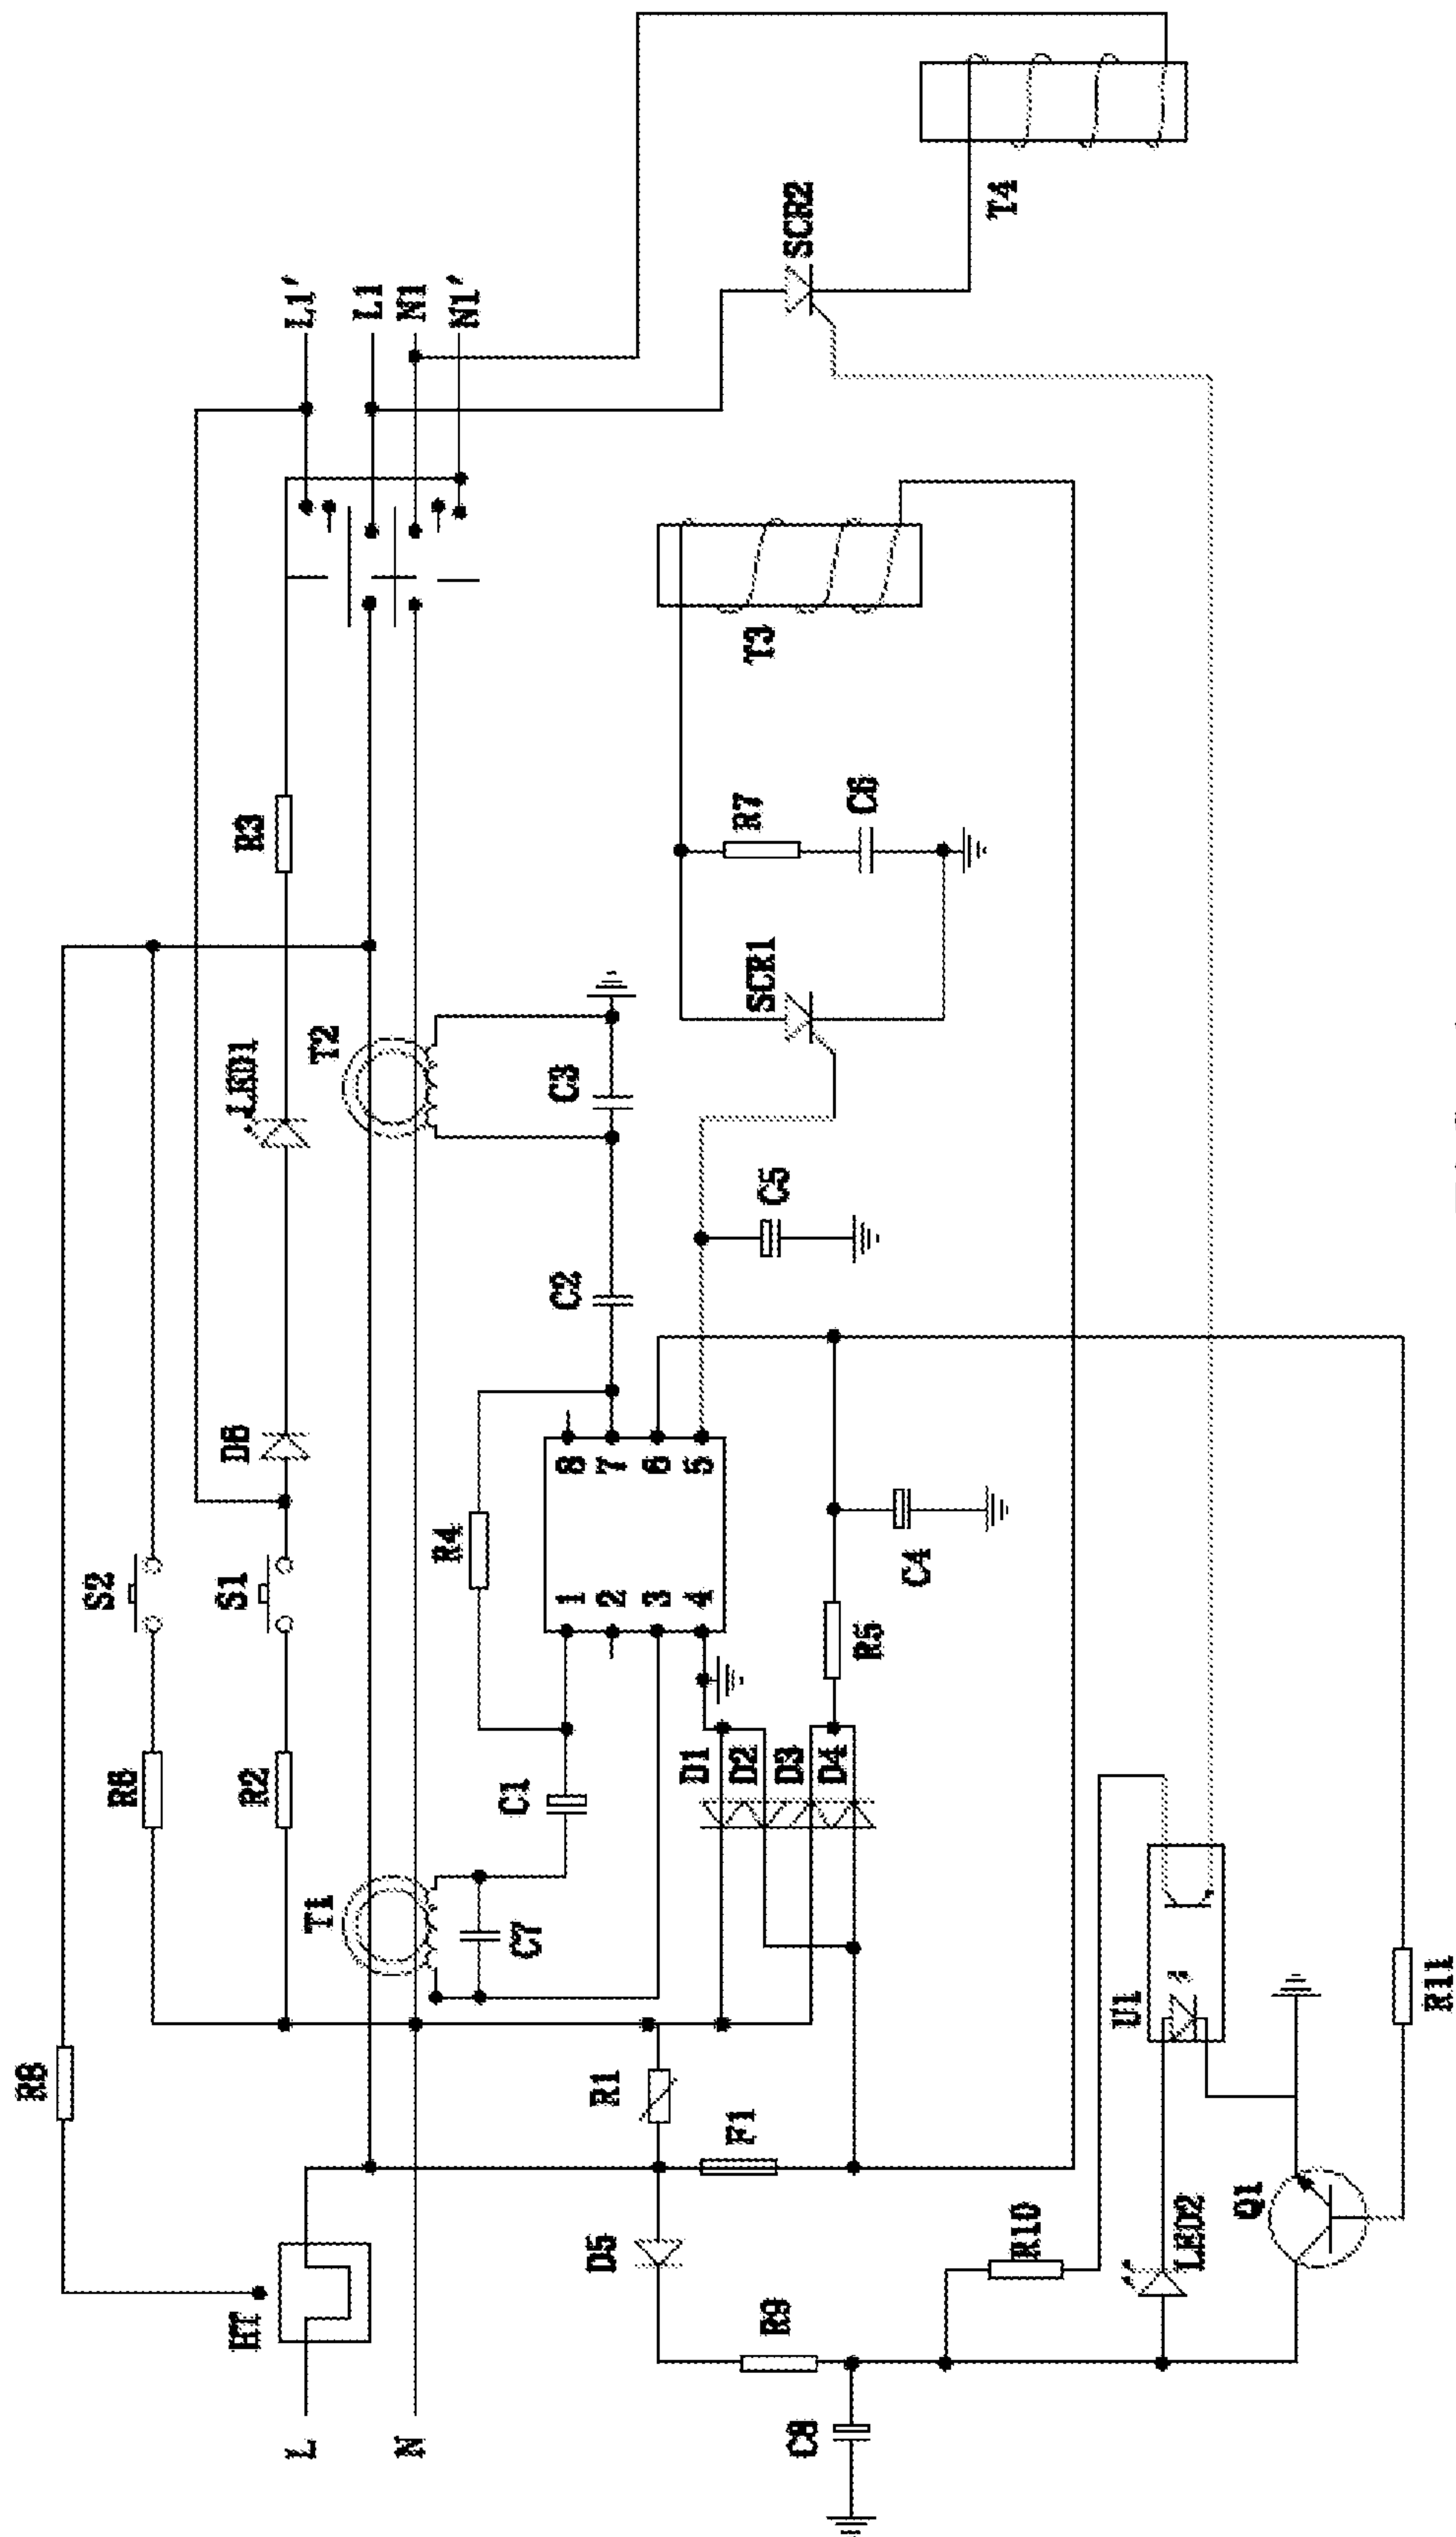 L
N
HT
R8
R6
R2
S2
S1
D6
LED1
R3
L1'
L1
N1
N1'
T1
T2
C7
C1
R4
1
2
3
4
8
7
6
5
C2
C3
R1
F1
D1
D2
D3
D4
R5
C4
C5
SCR1
R7
C6
T3
SCR2
T4
D5
R9
C8
R10
LED2
U1
Q1
R11